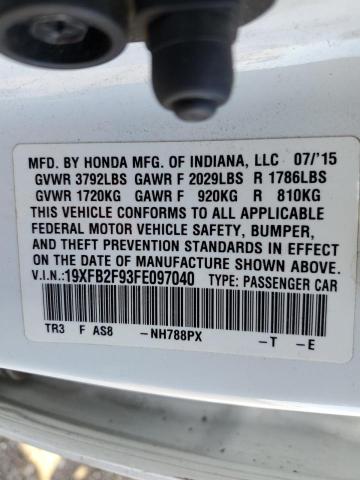 MFD. BY HONDA MFG. OF INDIANA, LLC 07/'15
GVWR 3792LBS GAWR F 2029LBS R 1786LBS
GVWR 1720KG GAWR F 920KG R 810KG
THIS VEHICLE CONFORMS TO ALL APPLICABLE
FEDERAL MOTOR VEHICLE SAFETY, BUMPER,
AND THEFT PREVENTION STANDARDS IN EFFECT
ON THE DATE OF MANUFACTURE SHOWN ABOVE.
V.I.N.:19XFB2F93FE097040 TYPE: PASSENGER CAR
TR3 F AS8 -NH788PX -T -E